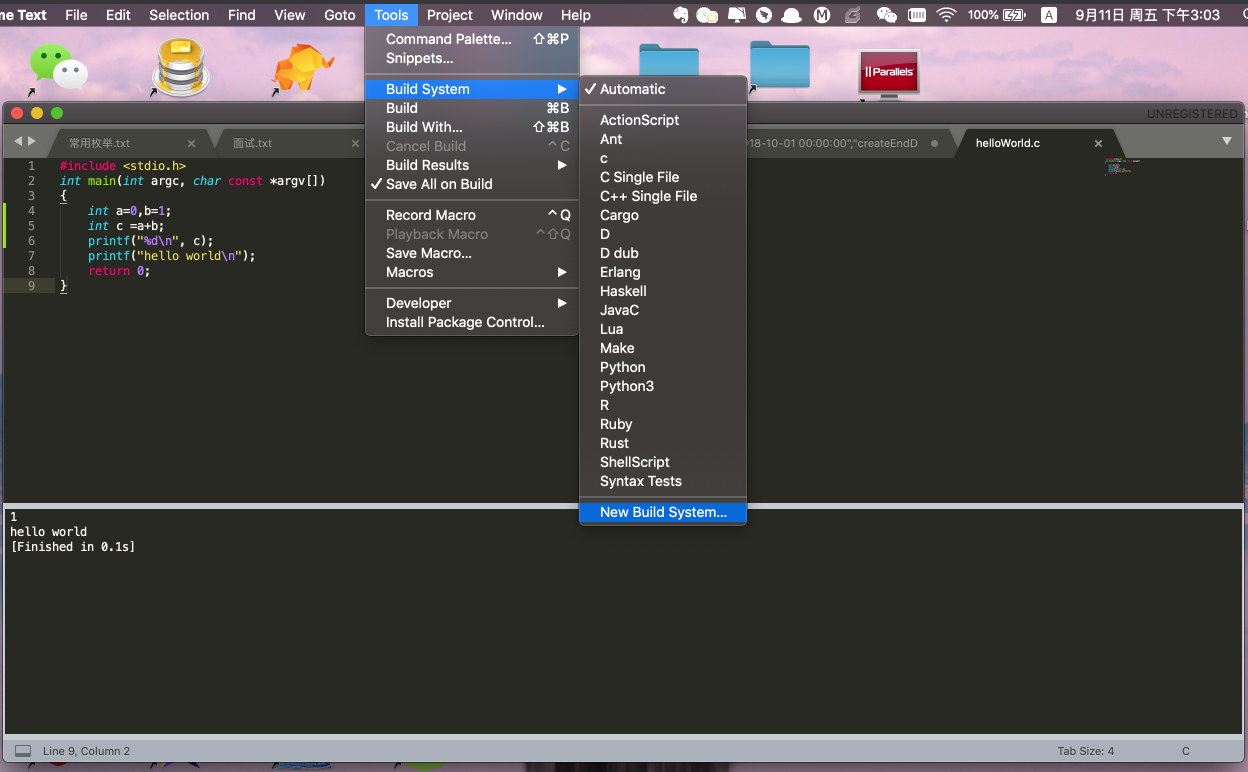 me Text File Edit Selection Find View Goto Tools Project Window Help 100% A 9月11日 周五 下午3:03
Command Palette... ⇧⌘P
Snippets...
Build System
Build ⌘B
Build With... ⇧⌘B
Cancel Build ^C
Build Results
✓ Save All on Build
Record Macro ^Q
Playback Macro ^⇧Q
Save Macro...
Macros
Developer
Install Package Control...
✓ Automatic
ActionScript
Ant
c
C Single File
C++ Single File
Cargo
D
D dub
Erlang
Haskell
JavaC
Lua
Make
Python
Python3
R
Ruby
Rust
ShellScript
Syntax Tests
New Build System...
Parallels
UNREGISTERED
常用枚举.txt 面试.txt 18-10-01 00:00:00","createEndD helloWorld.c
1 #include <stdio.h>
2 int main(int argc, char const *argv[])
3 {
4 int a=0,b=1;
5 int c =a+b;
6 printf("%d\n", c);
7 printf("hello world\n");
8 return 0;
9 }
1
hello world
[Finished in 0.1s]
Line 9, Column 2 Tab Size: 4 C